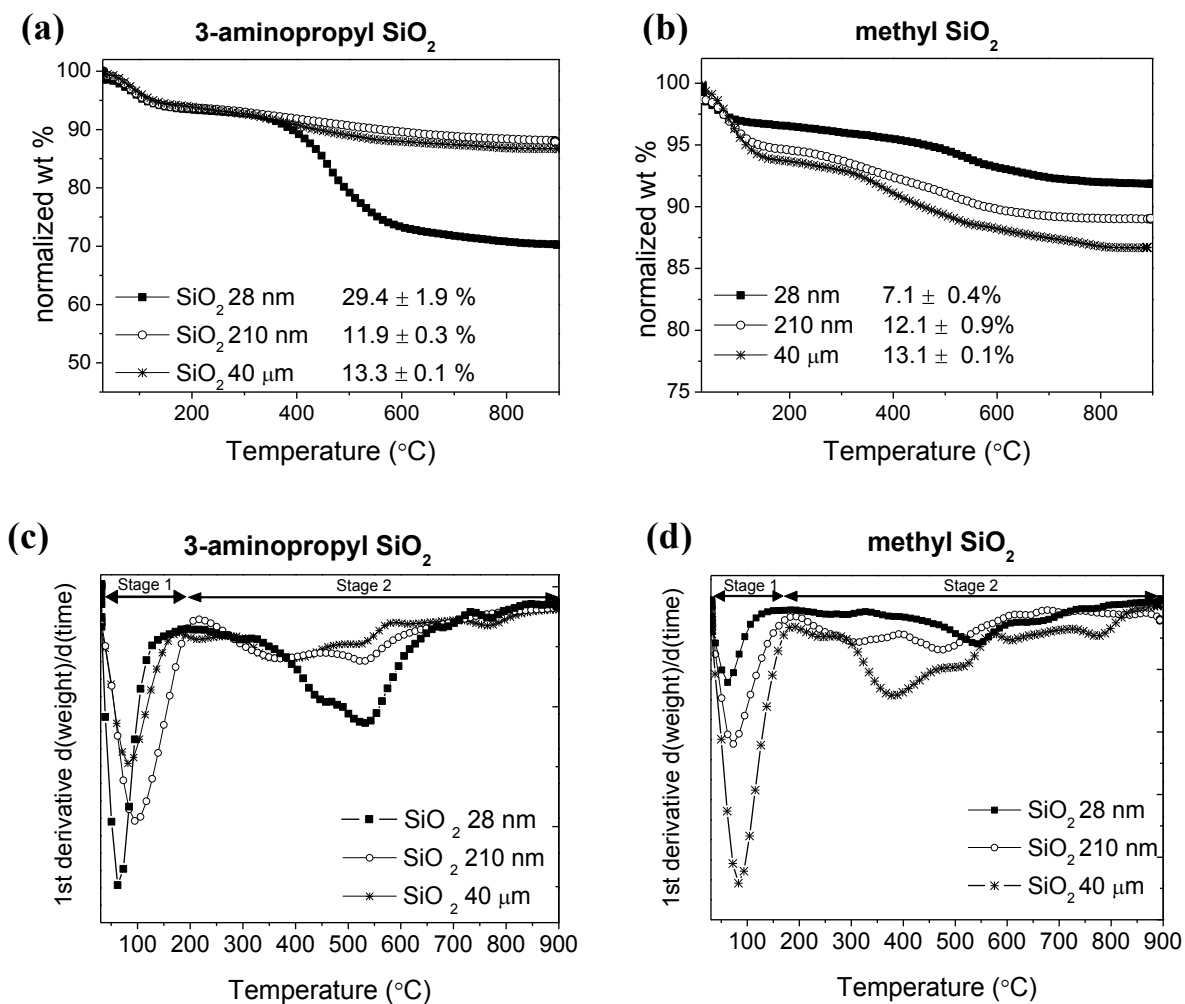 (a)
3-aminopropyl SiO2
100
90
80
70
60
50
normalized wt %
SiO2 28 nm 29.4 ± 1.9 %
SiO2 210 nm 11.9 ± 0.3 %
SiO2 40 μm 13.3 ± 0.1 %
200 400 600 800
Temperature (°C)
(b)
methyl SiO2
100
95
90
85
80
75
normalized wt %
28 nm 7.1 ± 0.4%
210 nm 12.1 ± 0.9%
40 μm 13.1 ± 0.1%
200 400 600 800
Temperature (°C)
(c)
3-aminopropyl SiO2
Stage 1 Stage 2
1st derivative d(weight)/d(time)
SiO2 28 nm
SiO2 210 nm
SiO2 40 μm
100 200 300 400 500 600 700 800 900
Temperature (°C)
(d)
methyl SiO2
Stage 1 Stage 2
1st derivative d(weight)/d(time)
SiO2 28 nm
SiO2 210 nm
SiO2 40 μm
100 200 300 400 500 600 700 800 900
Temperature (°C)